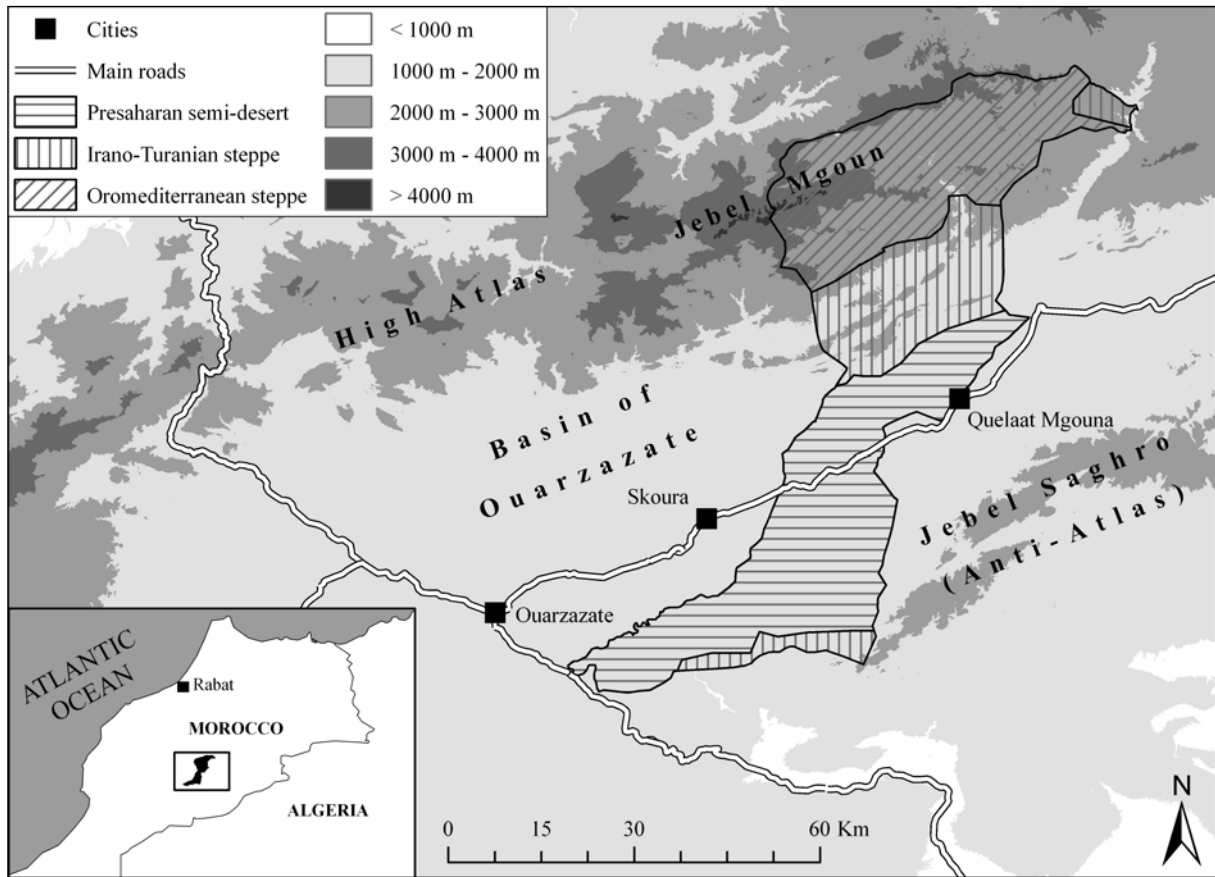 Cities
Main roads
Presaharan semi-desert
Irano-Turanian steppe
Oromediterranean steppe
< 1000 m
1000 m - 2000 m
2000 m - 3000 m
3000 m - 4000 m
> 4000 m
Jebel Mgoun
High Atlas
Basin of
Ouarzazate
Quelaat Mgouna
Skoura
Jebel Saghro
(Anti-Atlas)
Ouarzazate
ATLANTIC
OCEAN
Rabat
MOROCCO
ALGERIA
N
0 15 30 60 Km